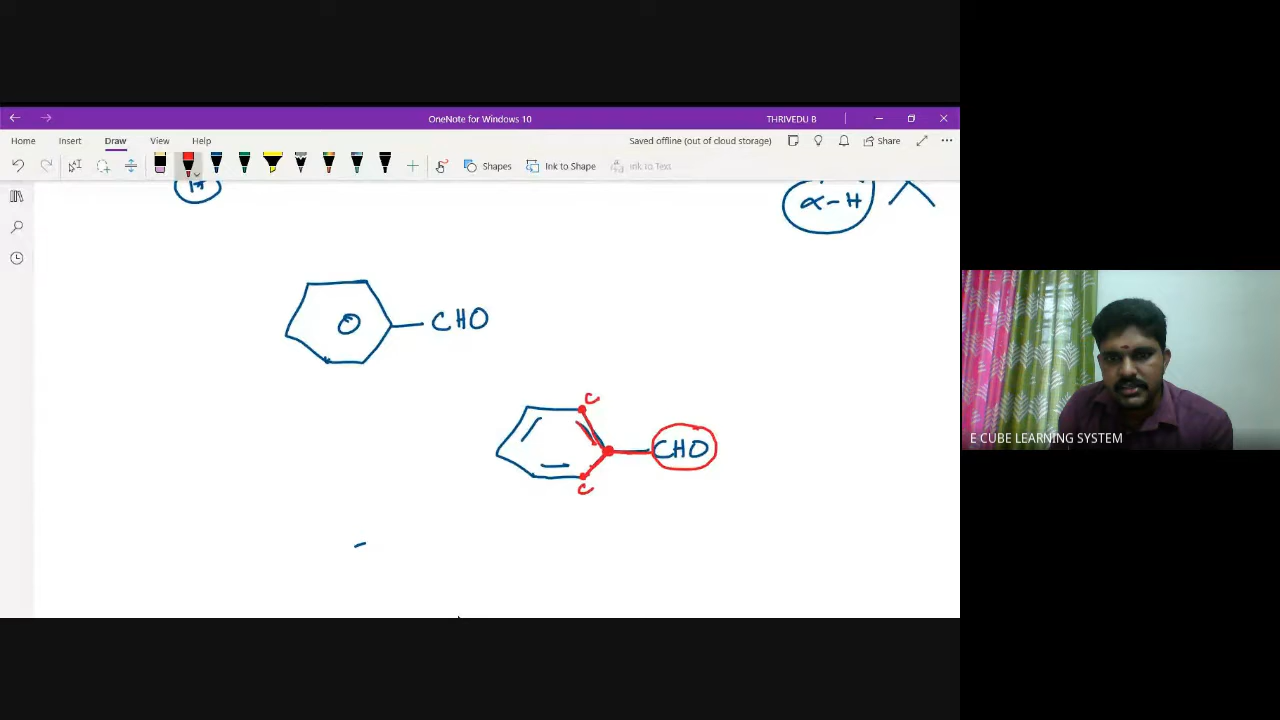 OneNote for Windows 10
THRIVEDU B
Home Insert Draw View Help
Saved offline (out of cloud storage)
Share
Shapes
Ink to Shape
Ink to Text
α-H
CHO
C
CHO
C
E CUBE LEARNING SYSTEM